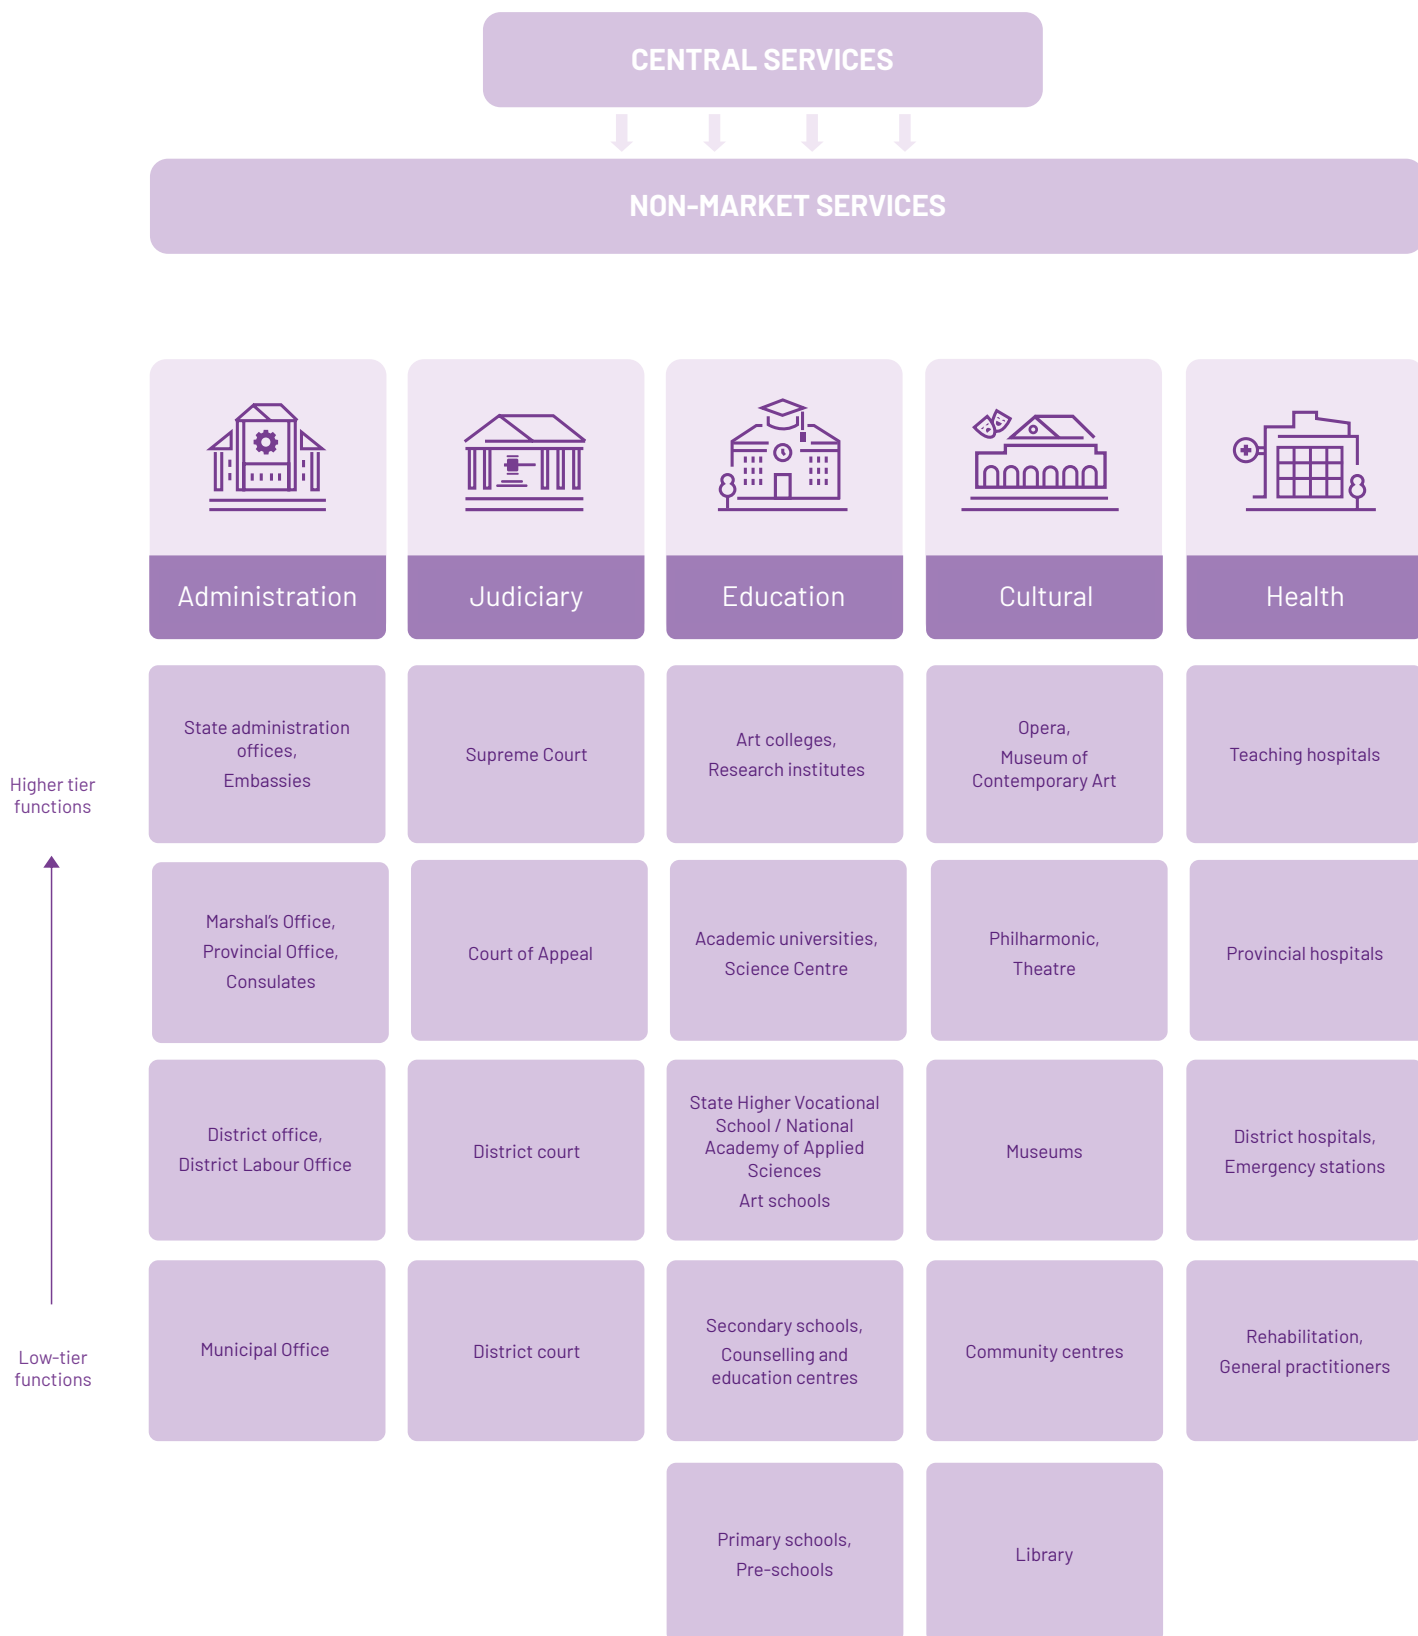 CENTRAL SERVICES
NON-MARKET SERVICES
Administration
Judiciary
Education
Cultural
Health
Higher tier
functions
State administration
offices,
Embassies
Supreme Court
Art colleges,
Research institutes
Opera,
Museum of
Contemporary Art
Teaching hospitals
Marshal's Office,
Provincial Office,
Consulates
Court of Appeal
Academic universities,
Science Centre
Philharmonic,
Theatre
Provincial hospitals
District office,
District Labour Office
District court
State Higher Vocational
School / National
Academy of Applied
Sciences
Art schools
Museums
District hospitals,
Emergency stations
Low-tier
functions
Municipal Office
District court
Secondary schools,
Counselling and
education centres
Community centres
Rehabilitation,
General practitioners
Primary schools,
Pre-schools
Library